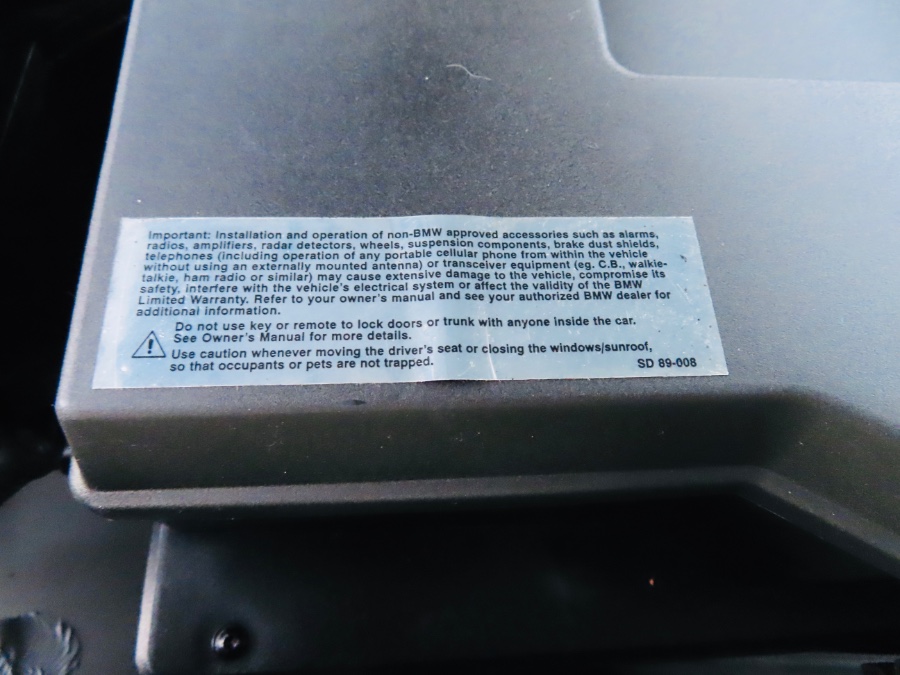 Important: Installation and operation of non-BMW approved accessories such as alarms,
radios, amplifiers, radar detectors, wheels, suspension components, brake dust shields,
telephones (including operation of any portable cellular phone from within the vehicle
without using an externally mounted antenna) or transceiver equipment (eg. C.B., walkie-
talkie, ham radio or similar) may cause extensive damage to the vehicle, compromise its
safety, interfere with the vehicle's electrical system or affect the validity of the BMW
Limited Warranty. Refer to your owner's manual and see your authorized BMW dealer for
additional information.
Do not use key or remote to lock doors or trunk with anyone inside the car.
See Owner's Manual for more details.
Use caution whenever moving the driver's seat or closing the windows/sunroof,
so that occupants or pets are not trapped. SD 89-008